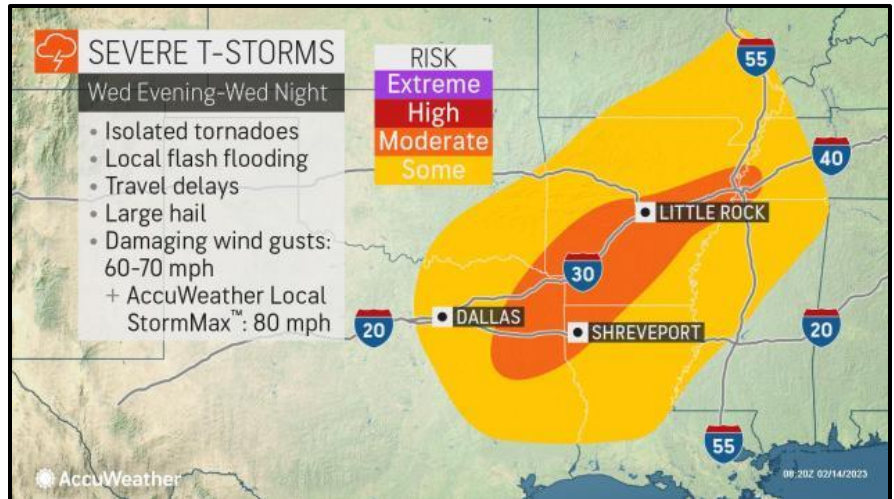 SEVERE T-STORMS
Wed Evening-Wed Night
• Isolated tornadoes
• Local flash flooding
• Travel delays
• Large hail
• Damaging wind gusts:
60-70 mph
+ AccuWeather Local
StormMax™: 80 mph
RISK
Extreme
High
Moderate
Some
55
40
LITTLE ROCK
30
DALLAS
20
SHREVEPORT
20
55
AccuWeather
08:20Z 02/14/2023